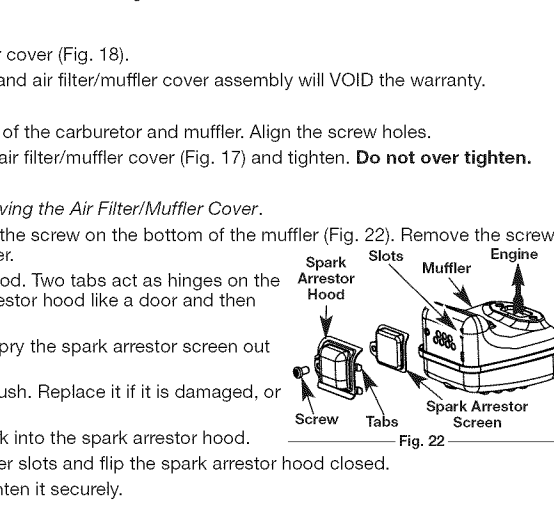 cover (Fig. 18).
and air filter/muffler cover assembly will VOID the warranty.
of the carburetor and muffler. Align the screw holes.
air filter/muffler cover (Fig. 17) and tighten. Do not over tighten.
ving the Air Filter/Muffler Cover.
the screw on the bottom of the muffler (Fig. 22). Remove the screw
er.
od. Two tabs act as hinges on the
estor hood like a door and then
pry the spark arrestor screen out
ush. Replace it if it is damaged, or
k into the spark arrestor hood.
er slots and flip the spark arrestor hood closed.
ten it securely.
Spark
Arrestor
Hood
Slots
Muffler
Engine
Screw
Tabs
Spark Arrestor
Screen
Fig. 22